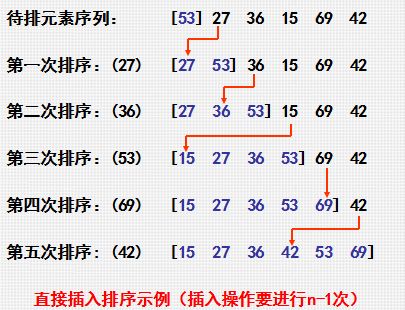 待排元素序列: [53] 27 36 15 69 42
第一次排序: (27) [27 53] 36 15 69 42
第二次排序: (36) [27 36 53] 15 69 42
第三次排序: (53) [15 27 36 53] 69 42
第四次排序: (69) [15 27 36 53 69] 42
第五次排序: (42) [15 27 36 42 53 69]
直接插入排序示例（插入操作要进行n-1次）